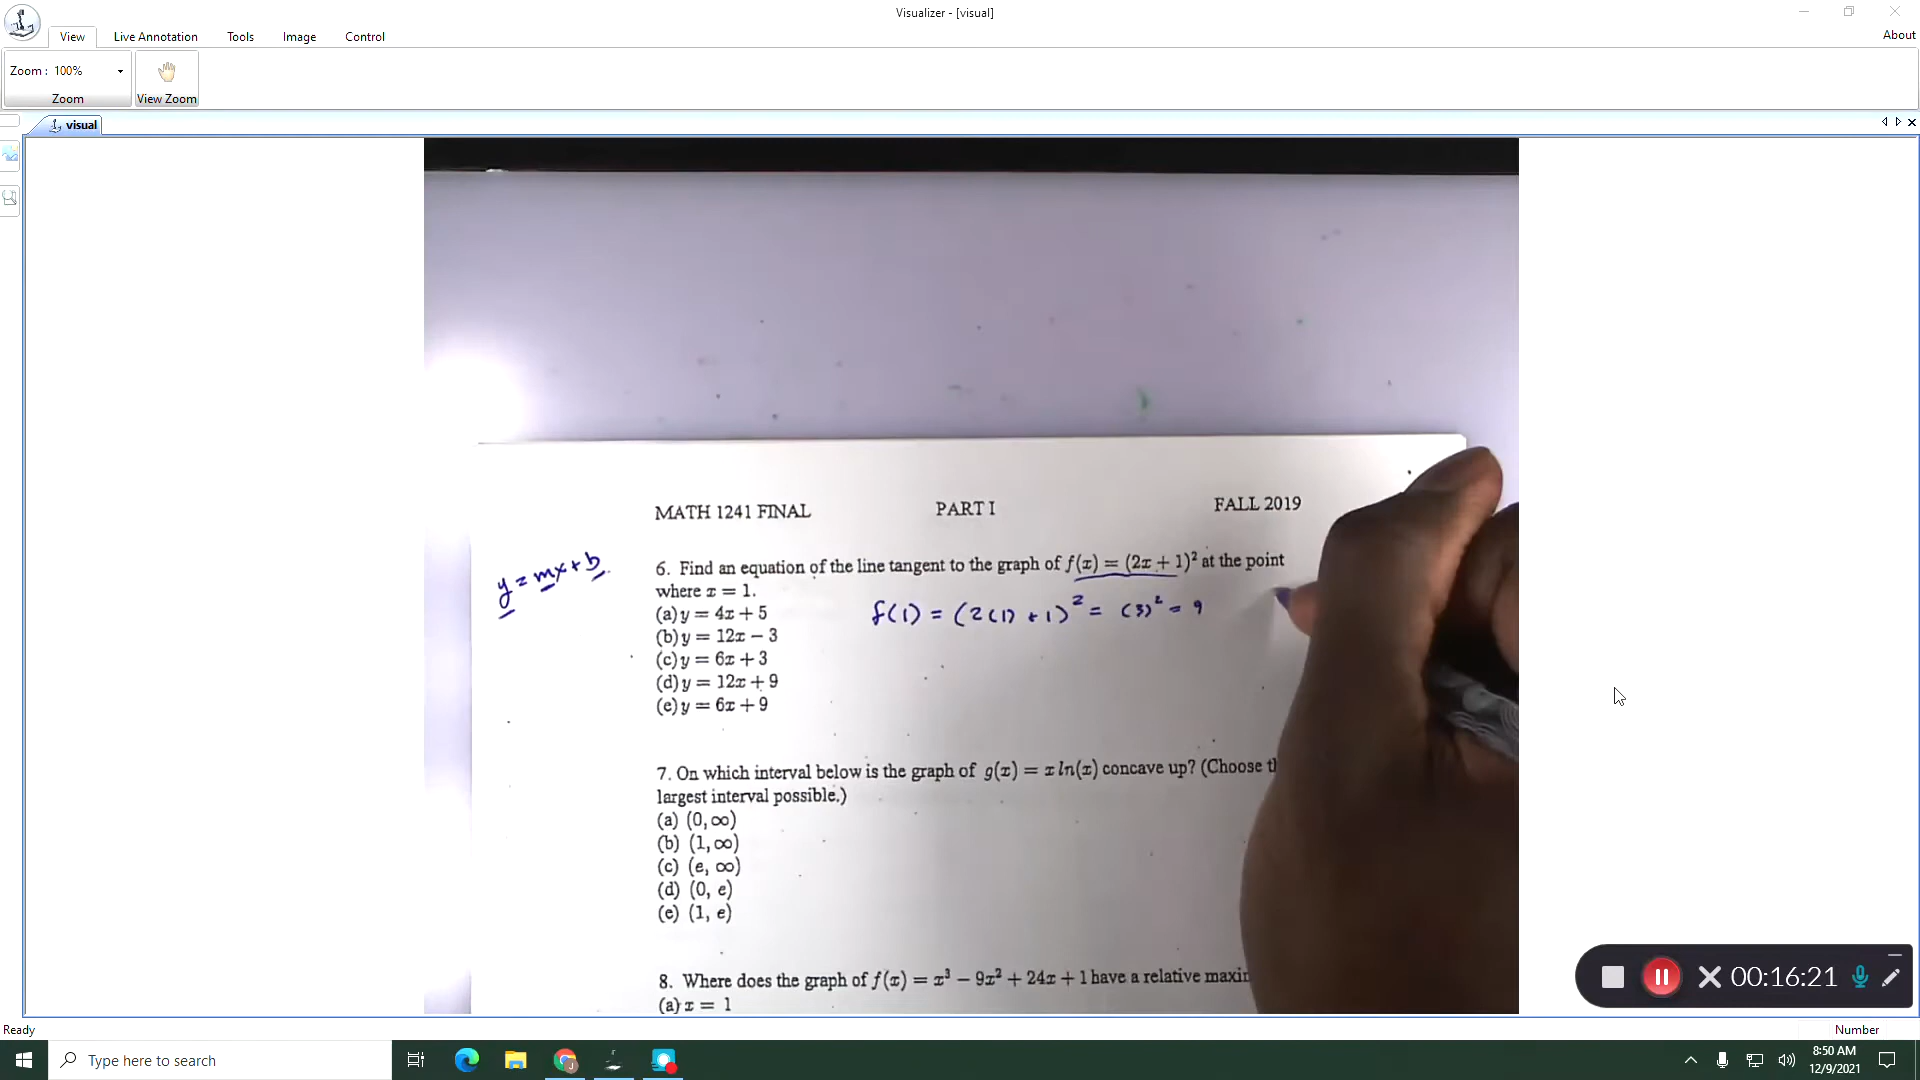 Visualizer - [visual]
View Live Annotation Tools Image Control About
Zoom : 100%
Zoom View Zoom
visual
MATH 1241 FINAL PART I FALL 2019
y = mx + b
6. Find an equation of the line tangent to the graph of f(x) = (2x + 1)² at the point
where x = 1.
f(1) = (2(1) + 1)² = (3)² = 9
(a) y = 4x + 5
(b) y = 12x − 3
(c) y = 6x + 3
(d) y = 12x + 9
(e) y = 6x + 9
7. On which interval below is the graph of g(x) = x ln(x) concave up? (Choose
largest interval possible.)
(a) (0, ∞)
(b) (1, ∞)
(c) (e, ∞)
(d) (0, e)
(e) (1, e)
8. Where does the graph of f(x) = x³ − 9x² + 24x + 1 have a relative
(a) x = 1
00:16:21
Ready Number
Type here to search
8:50 AM
12/9/2021